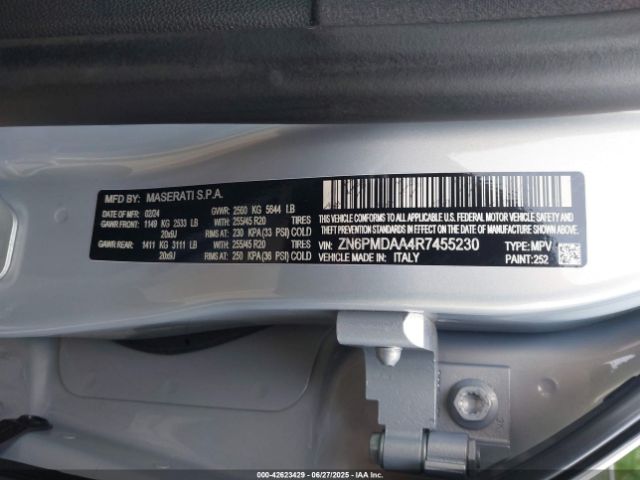 MFD BY: MASERATI S.P.A.
DATE OF MFR: 02/24 GVWR: 2560 KG 5644 LB
GAWR FRONT: 1149 KG 2533 LB WITH: 255/45 R20 TIRES
20x9J RIMS AT: 230 KPA (33 PSI) COLD
GAWR REAR: 1411 KG 3111 LB WITH: 255/45 R20 TIRES
20x9J RIMS AT: 250 KPA (36 PSI) COLD
THIS VEHICLE CONFORMS TO ALL APPLICABLE U.S.
FEDERAL MOTOR VEHICLE SAFETY, BUMPER, AND THEFT PREVENTION
STANDARDS IN EFFECT ON THE DATE OF MANUFACTURE SHOWN ABOVE.
VIN: ZN6PMDAA4R7455230 TYPE: MPV
VEHICLE MADE IN: ITALY PAINT: 252
000-42623429 - 06/27/2025 - IAAI.COM